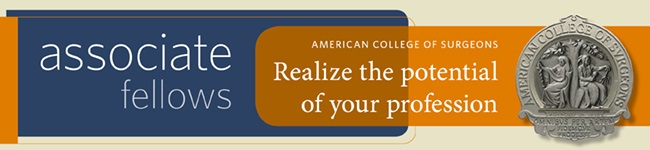 associate
fellows
AMERICAN COLLEGE OF SURGEONS
Realize the potential
of your profession
AMERICAN COLLEGE OF SURGEONS